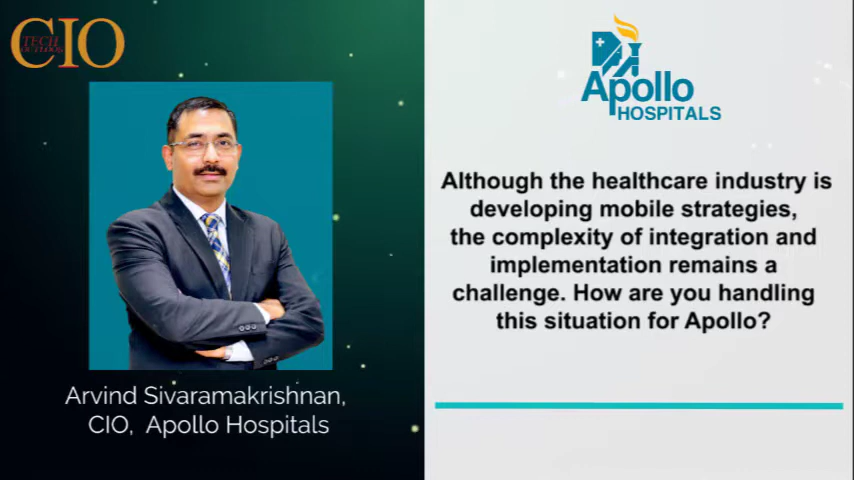 CIO
TECH
OUTLOOK
Arvind Sivaramakrishnan,
CIO, Apollo Hospitals
Apollo
HOSPITALS
Although the healthcare industry is
developing mobile strategies,
the complexity of integration and
implementation remains a
challenge. How are you handling
this situation for Apollo?